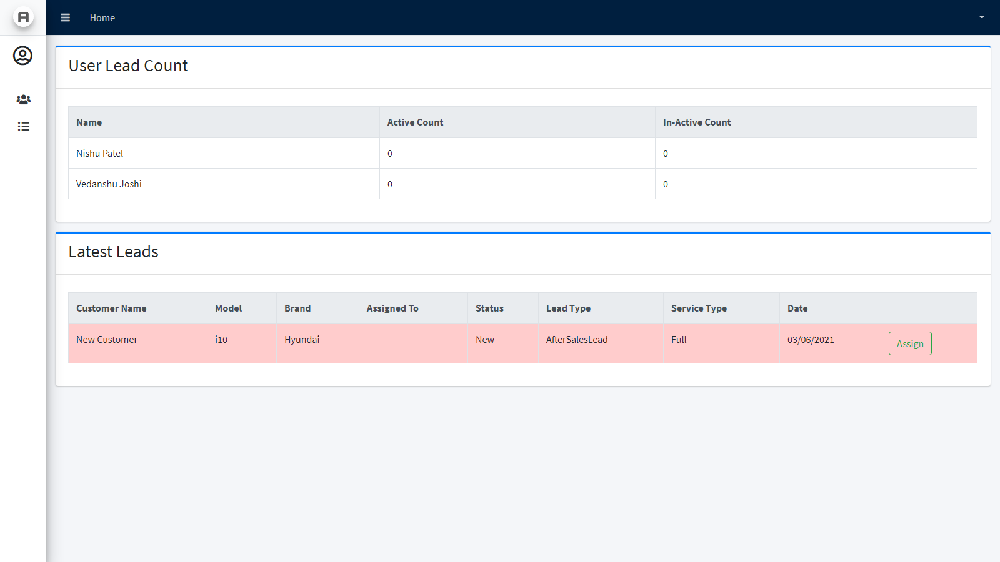 Home
User Lead Count
Name Active Count In-Active Count
Nishu Patel 0 0
Vedanshu Joshi 0 0
Latest Leads
Customer Name Model Brand Assigned To Status Lead Type Service Type Date
New Customer i10 Hyundai New AfterSalesLead Full 03/06/2021 Assign